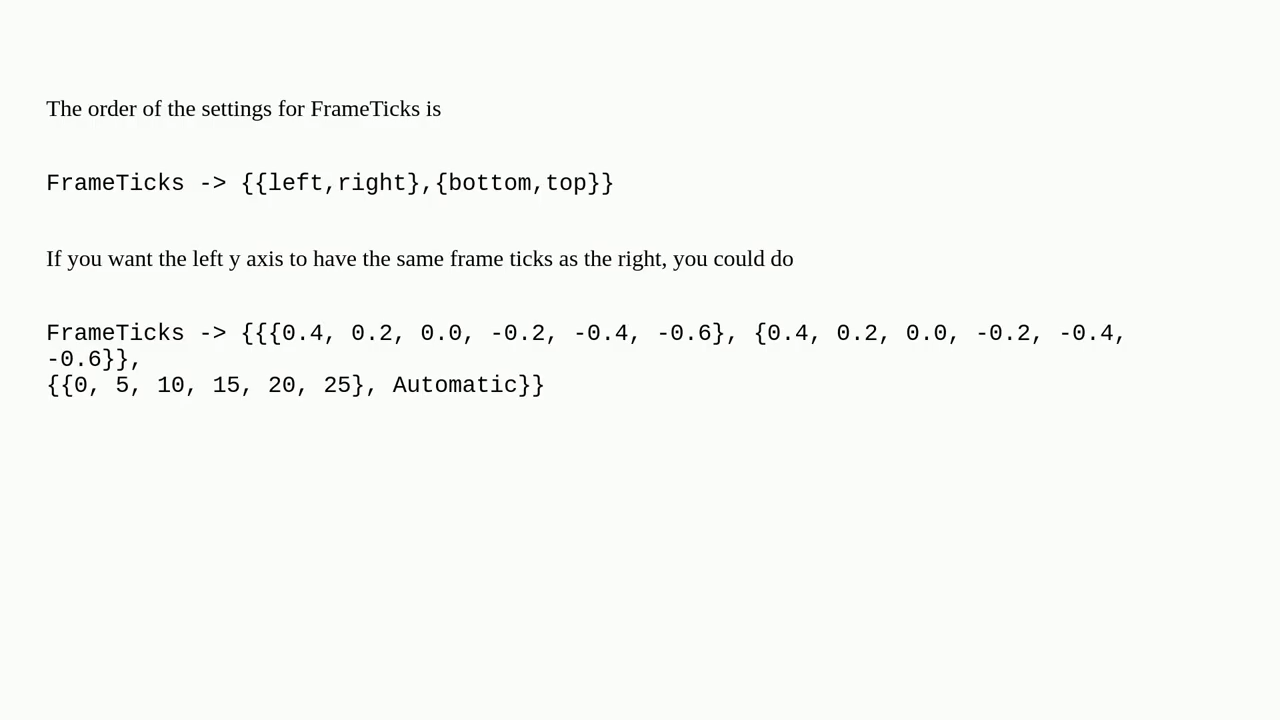 The order of the settings for FrameTicks is
FrameTicks -> {{left,right},{bottom,top}}
If you want the left y axis to have the same frame ticks as the right, you could do
FrameTicks -> {{{0.4, 0.2, 0.0, -0.2, -0.4, -0.6}, {0.4, 0.2, 0.0, -0.2, -0.4,
-0.6}},
{{0, 5, 10, 15, 20, 25}, Automatic}}